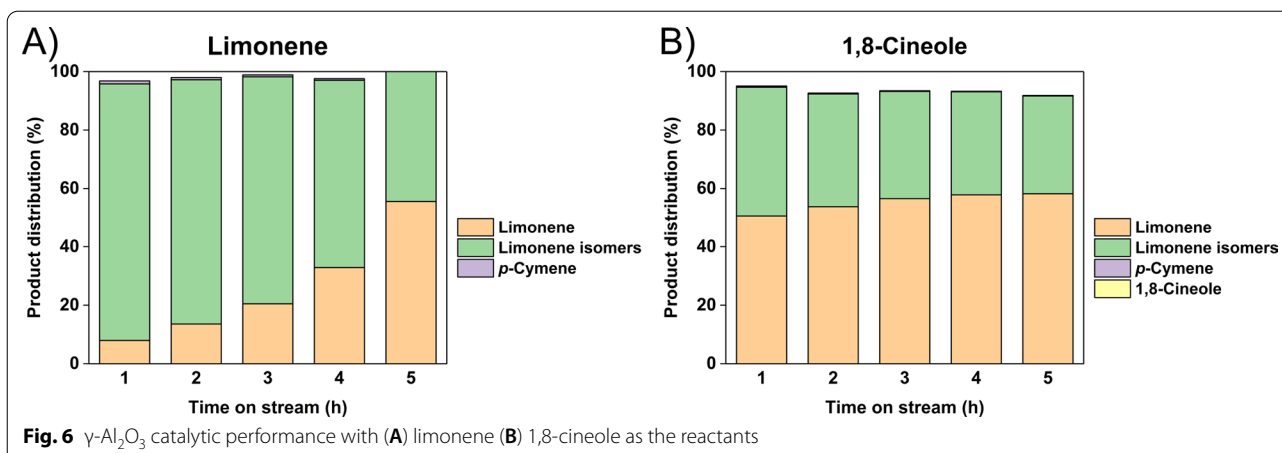 A)
Limonene
Product distribution (%)
100
80
60
40
20
0
1 2 3 4 5
Time on stream (h)
Limonene
Limonene isomers
p-Cymene
B)
1,8-Cineole
Product distribution (%)
100
80
60
40
20
0
1 2 3 4 5
Time on stream (h)
Limonene
Limonene isomers
p-Cymene
1,8-Cineole
Fig. 6 γ-Al₂O₃ catalytic performance with (A) limonene (B) 1,8-cineole as the reactants